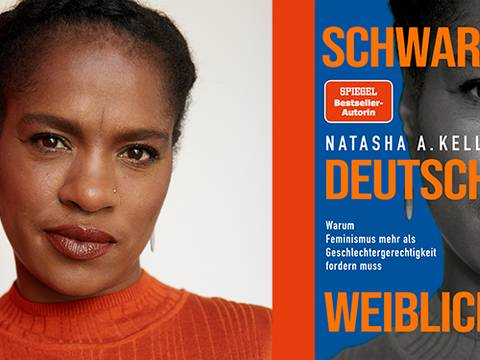 SCHWAR
SPIEGEL
Bestseller-
Autorin
NATASHA A. KELL
DEUTSCH
Warum
Feminismus mehr als
Geschlechtergerechtigkeit
fordern muss
WEIBLICH